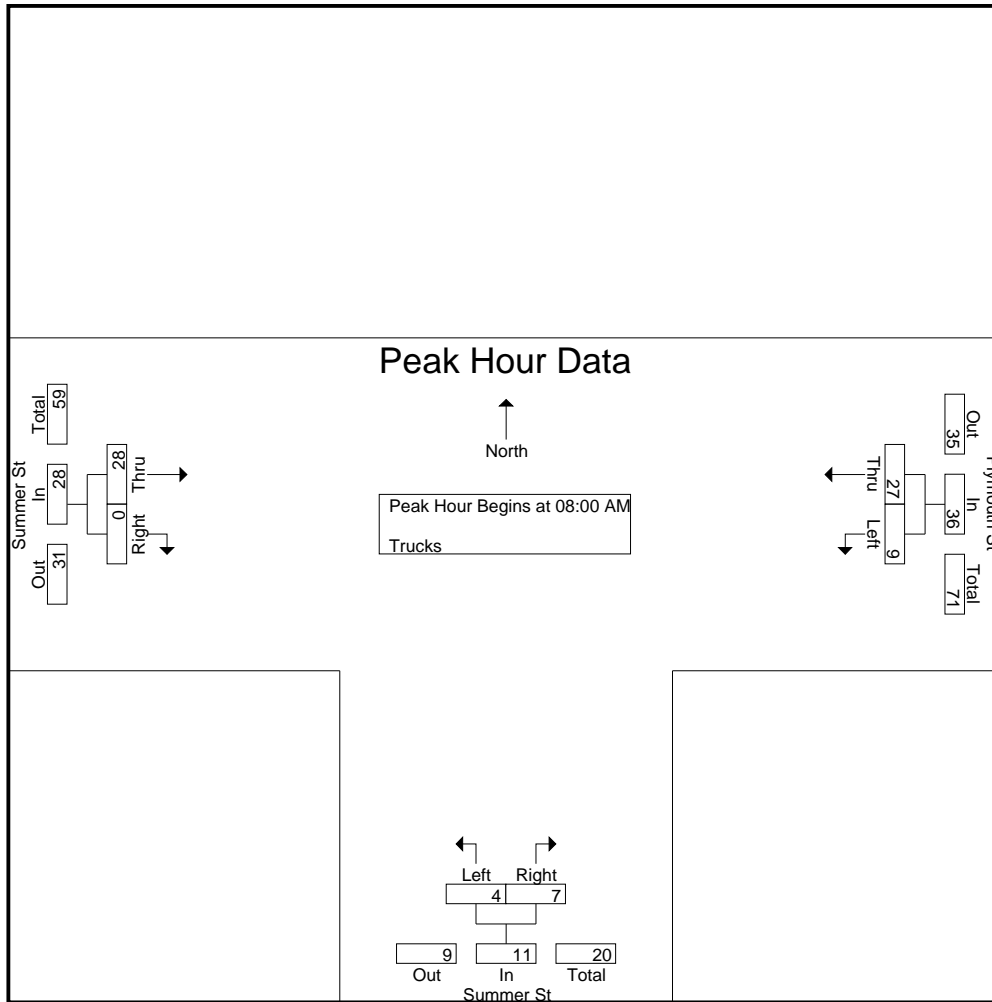 Peak Hour Data
North
Peak Hour Begins at 08:00 AM
Trucks
Summer St
Total
59
In
28
Out
31
Thru
28
Right
0
Out
35
In
36
Total
71
Thru
27
Left
9
Left
4
Right
7
Out
9
In
11
Total
20
Summer St